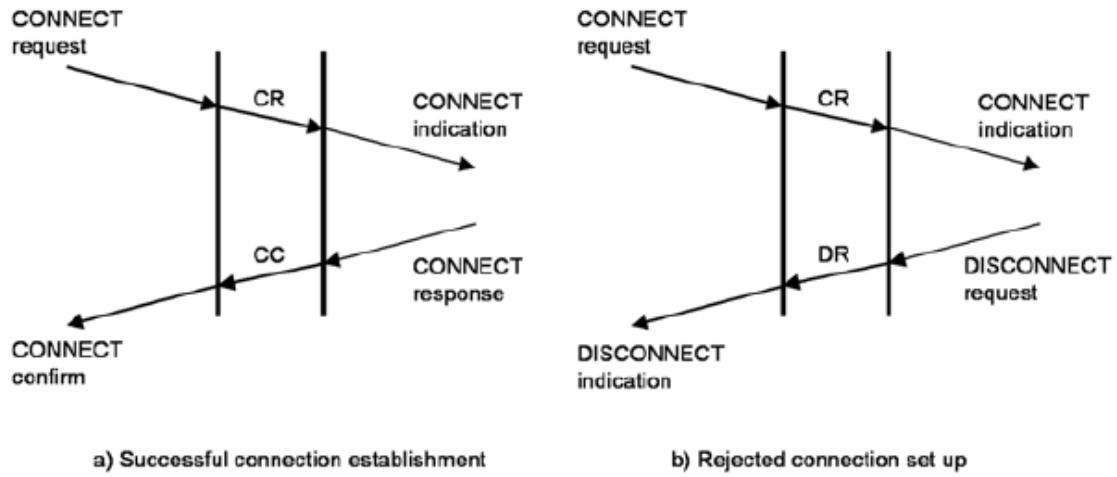 CONNECT
request
CR
CONNECT
indication
CC
CONNECT
response
CONNECT
confirm
a) Successful connection establishment
CONNECT
request
CR
CONNECT
indication
DR
DISCONNECT
request
DISCONNECT
indication
b) Rejected connection set up